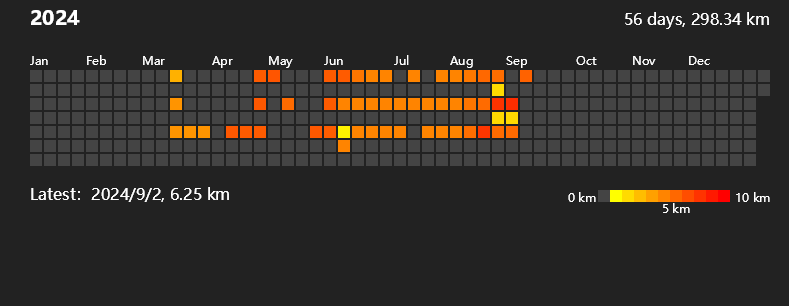 2024
56 days, 298.34 km
Jan Feb Mar Apr May Jun Jul Aug Sep Oct Nov Dec
Latest: 2024/9/2, 6.25 km
0 km 10 km
5 km